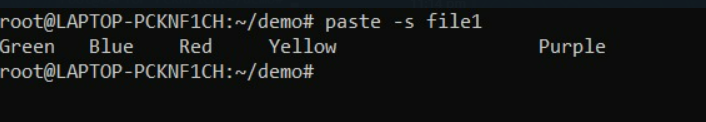 root@LAPTOP-PCKNF1CH:~/demo# paste -s file1
Green   Blue    Red     Yellow                  Purple
root@LAPTOP-PCKNF1CH:~/demo#